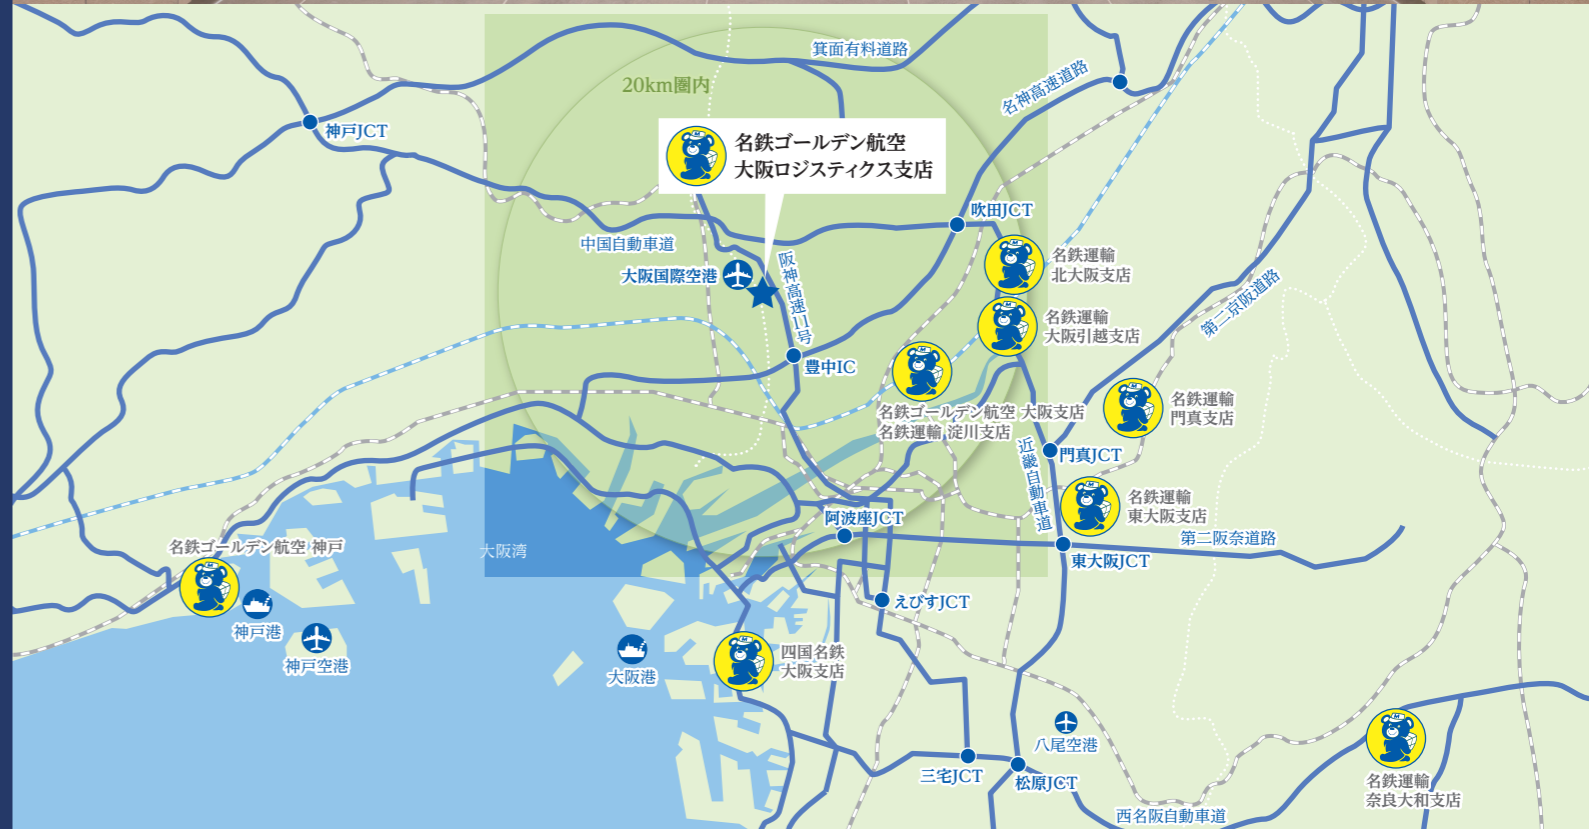 箕面有料道路
20km圏内
名神高速道路
神戸JCT
名鉄ゴールデン航空
大阪ロジスティクス支店
吹田JCT
中国自動車道
大阪国際空港
阪神高速11号
名鉄運輸
北大阪支店
第二京阪道路
名鉄運輸
大阪引越支店
豊中IC
名鉄運輸
門真支店
名鉄ゴールデン航空 大阪支店
名鉄運輸 淀川支店
近畿自動車道
門真JCT
名鉄運輸
東大阪支店
阿波座JCT
第二阪奈道路
名鉄ゴールデン航空 神戸
大阪湾
東大阪JCT
えびすJCT
神戸港
神戸空港
大阪港
四国名鉄
大阪支店
八尾空港
三宅JCT
松原JCT
名鉄運輸
奈良大和支店
西名阪自動車道